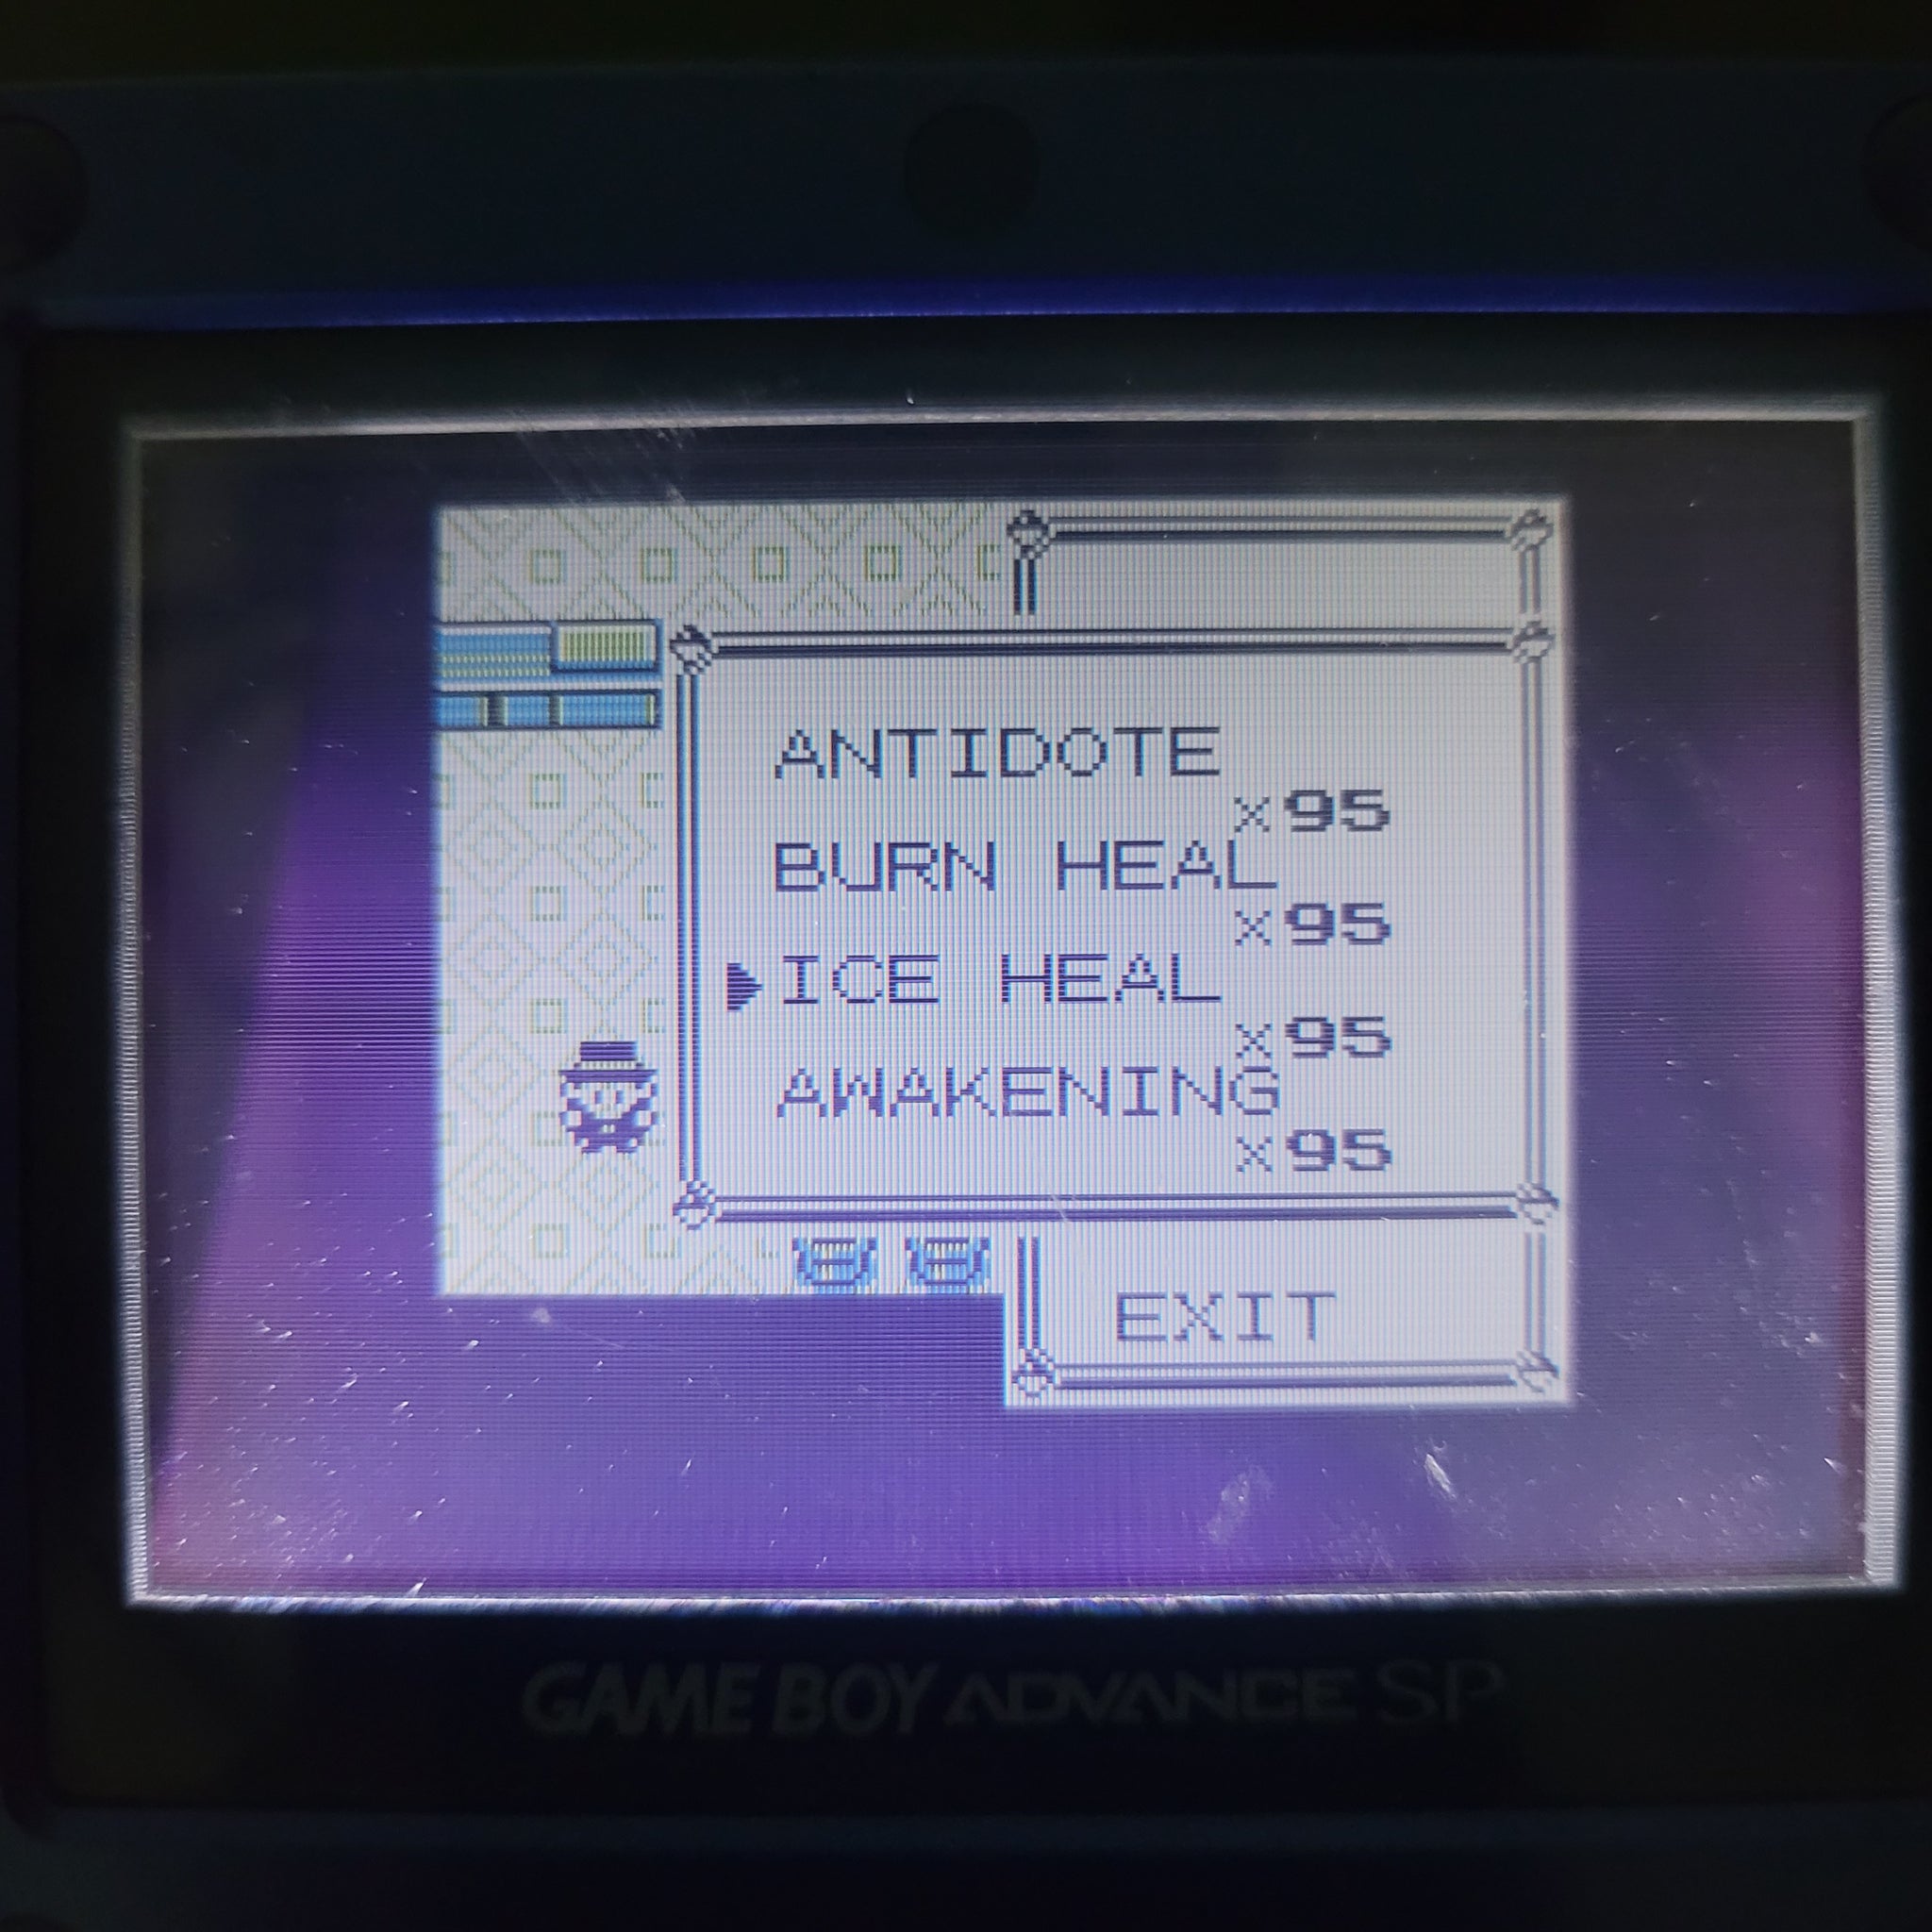 ANTIDOTE
×95
BURN HEAL
×95
▶ICE HEAL
×95
AWAKENING
×95
EXIT
GAME BOY ADVANCE SP